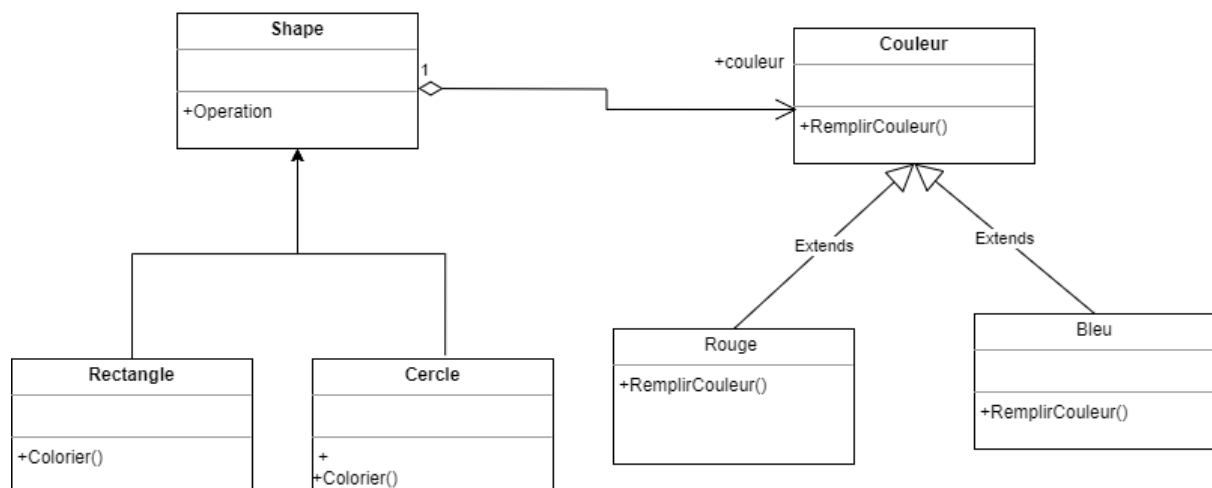 Shape
1
+Operation
+couleur
Couleur
+RemplirCouleur()
Extends
Extends
Rectangle
+Colorier()
Cercle
+
+Colorier()
Rouge
+RemplirCouleur()
Bleu
+RemplirCouleur()